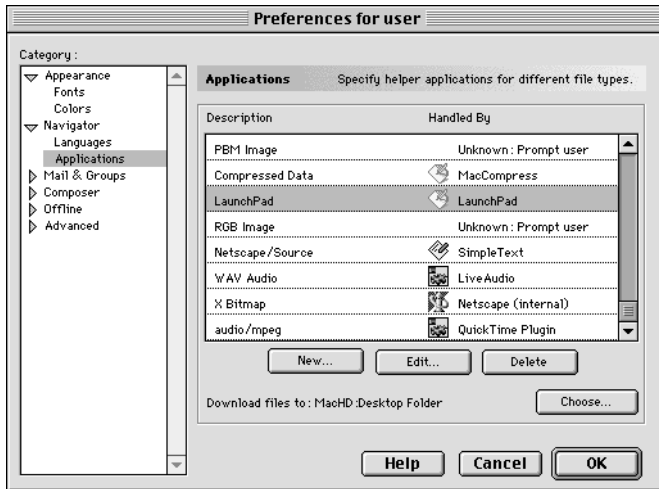 Preferences for user
Category :
Appearance
Fonts
Colors
Navigator
Languages
Applications
Mail & Groups
Composer
Offline
Advanced
Applications Specify helper applications for different file types.
Description Handled By
PBM Image Unknown : Prompt user
Compressed Data MacCompress
LaunchPad LaunchPad
RGB Image Unknown : Prompt user
Netscape/Source SimpleText
WAV Audio LiveAudio
X Bitmap Netscape (internal)
audio/mpeg QuickTime Plugin
New... Edit... Delete
Download files to : MacHD :Desktop Folder Choose...
Help Cancel OK